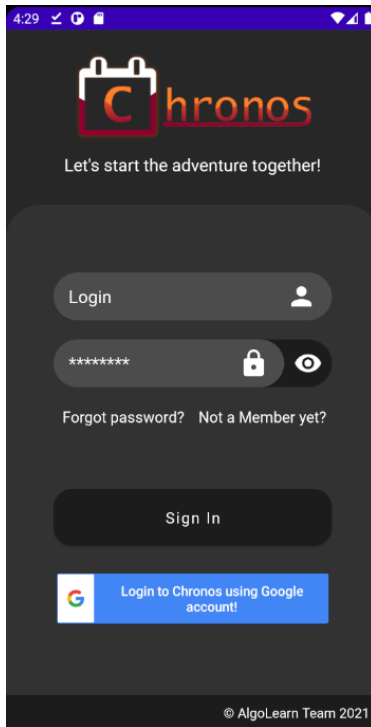 4:29
Chronos
Let's start the adventure together!
Login
********
Forgot password? Not a Member yet?
Sign In
G
Login to Chronos using Google
account!
© AlgoLearn Team 2021